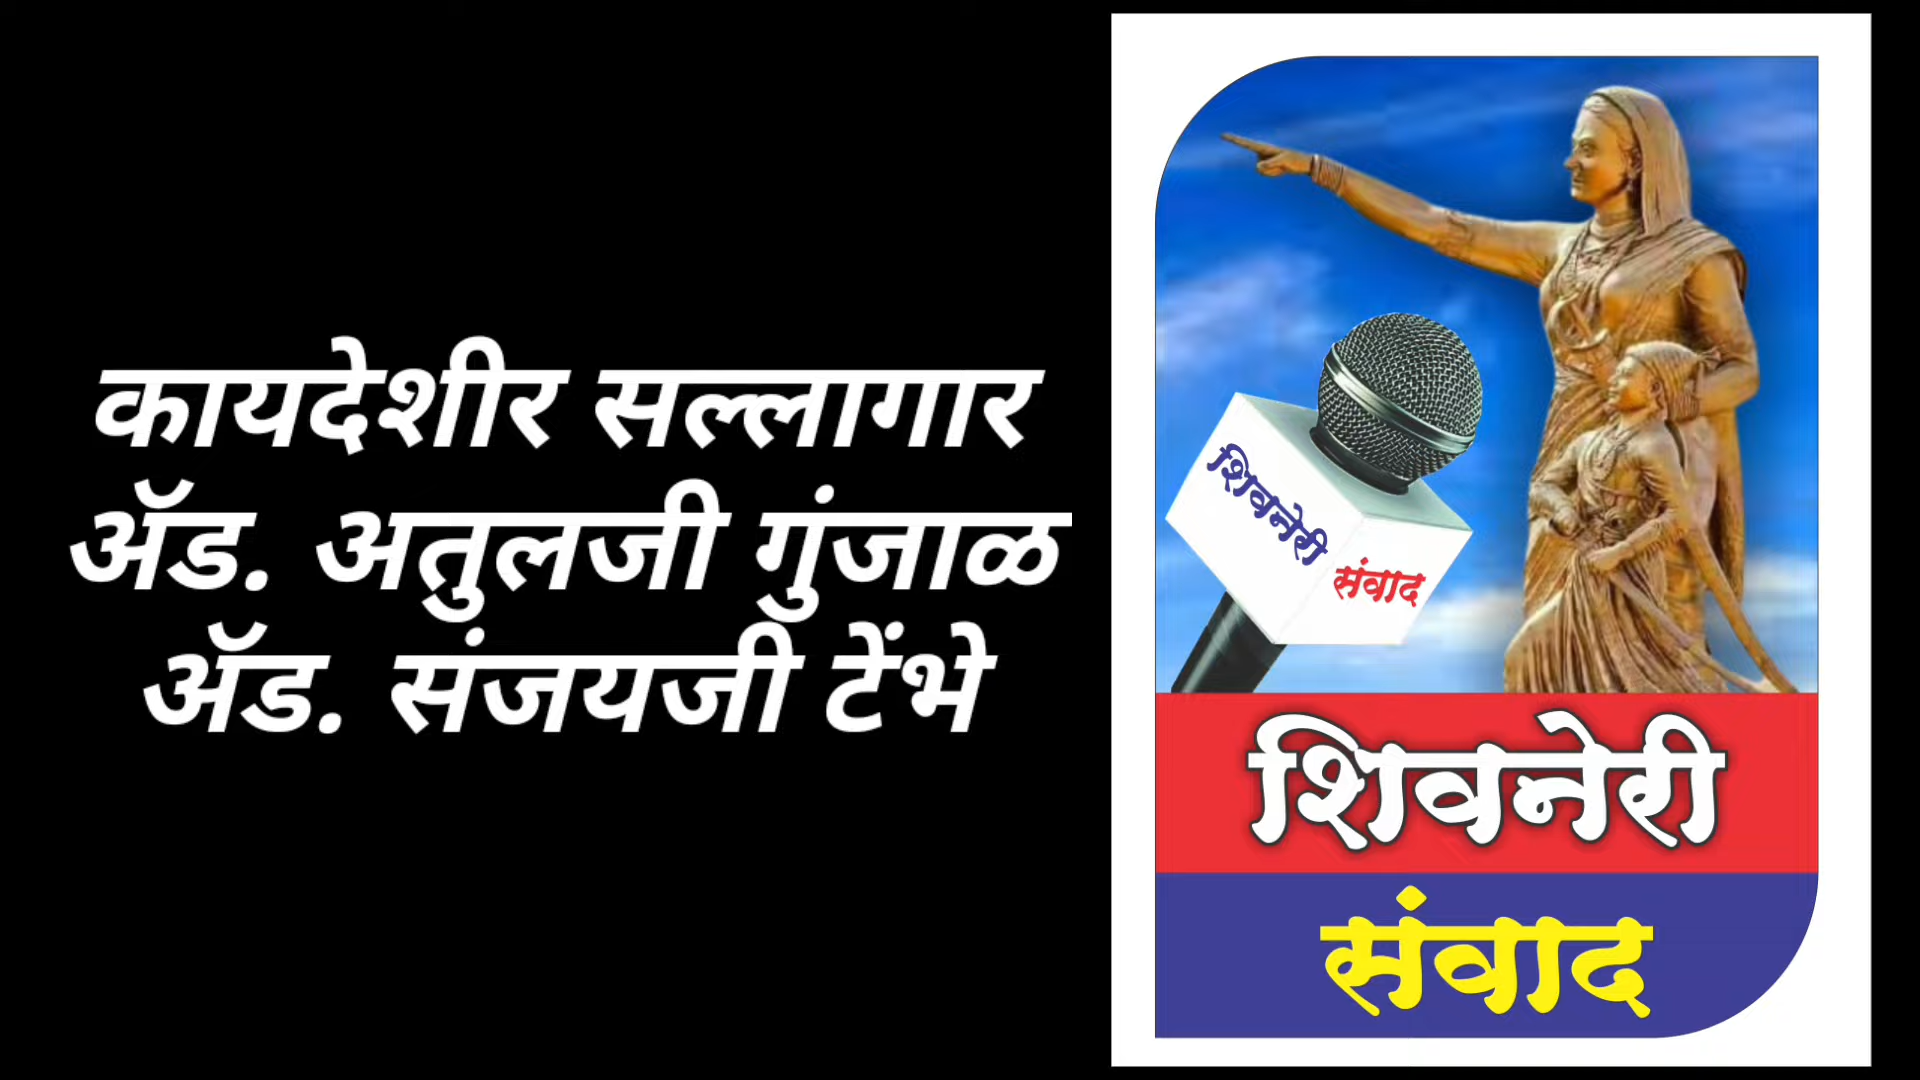 कायदेशीर सल्लागार
ॲड. अतुलजी गुंजाळ
ॲड. संजयजी टेंभे
शिवनेरी
संवाद
शिवनेरी
संवाद